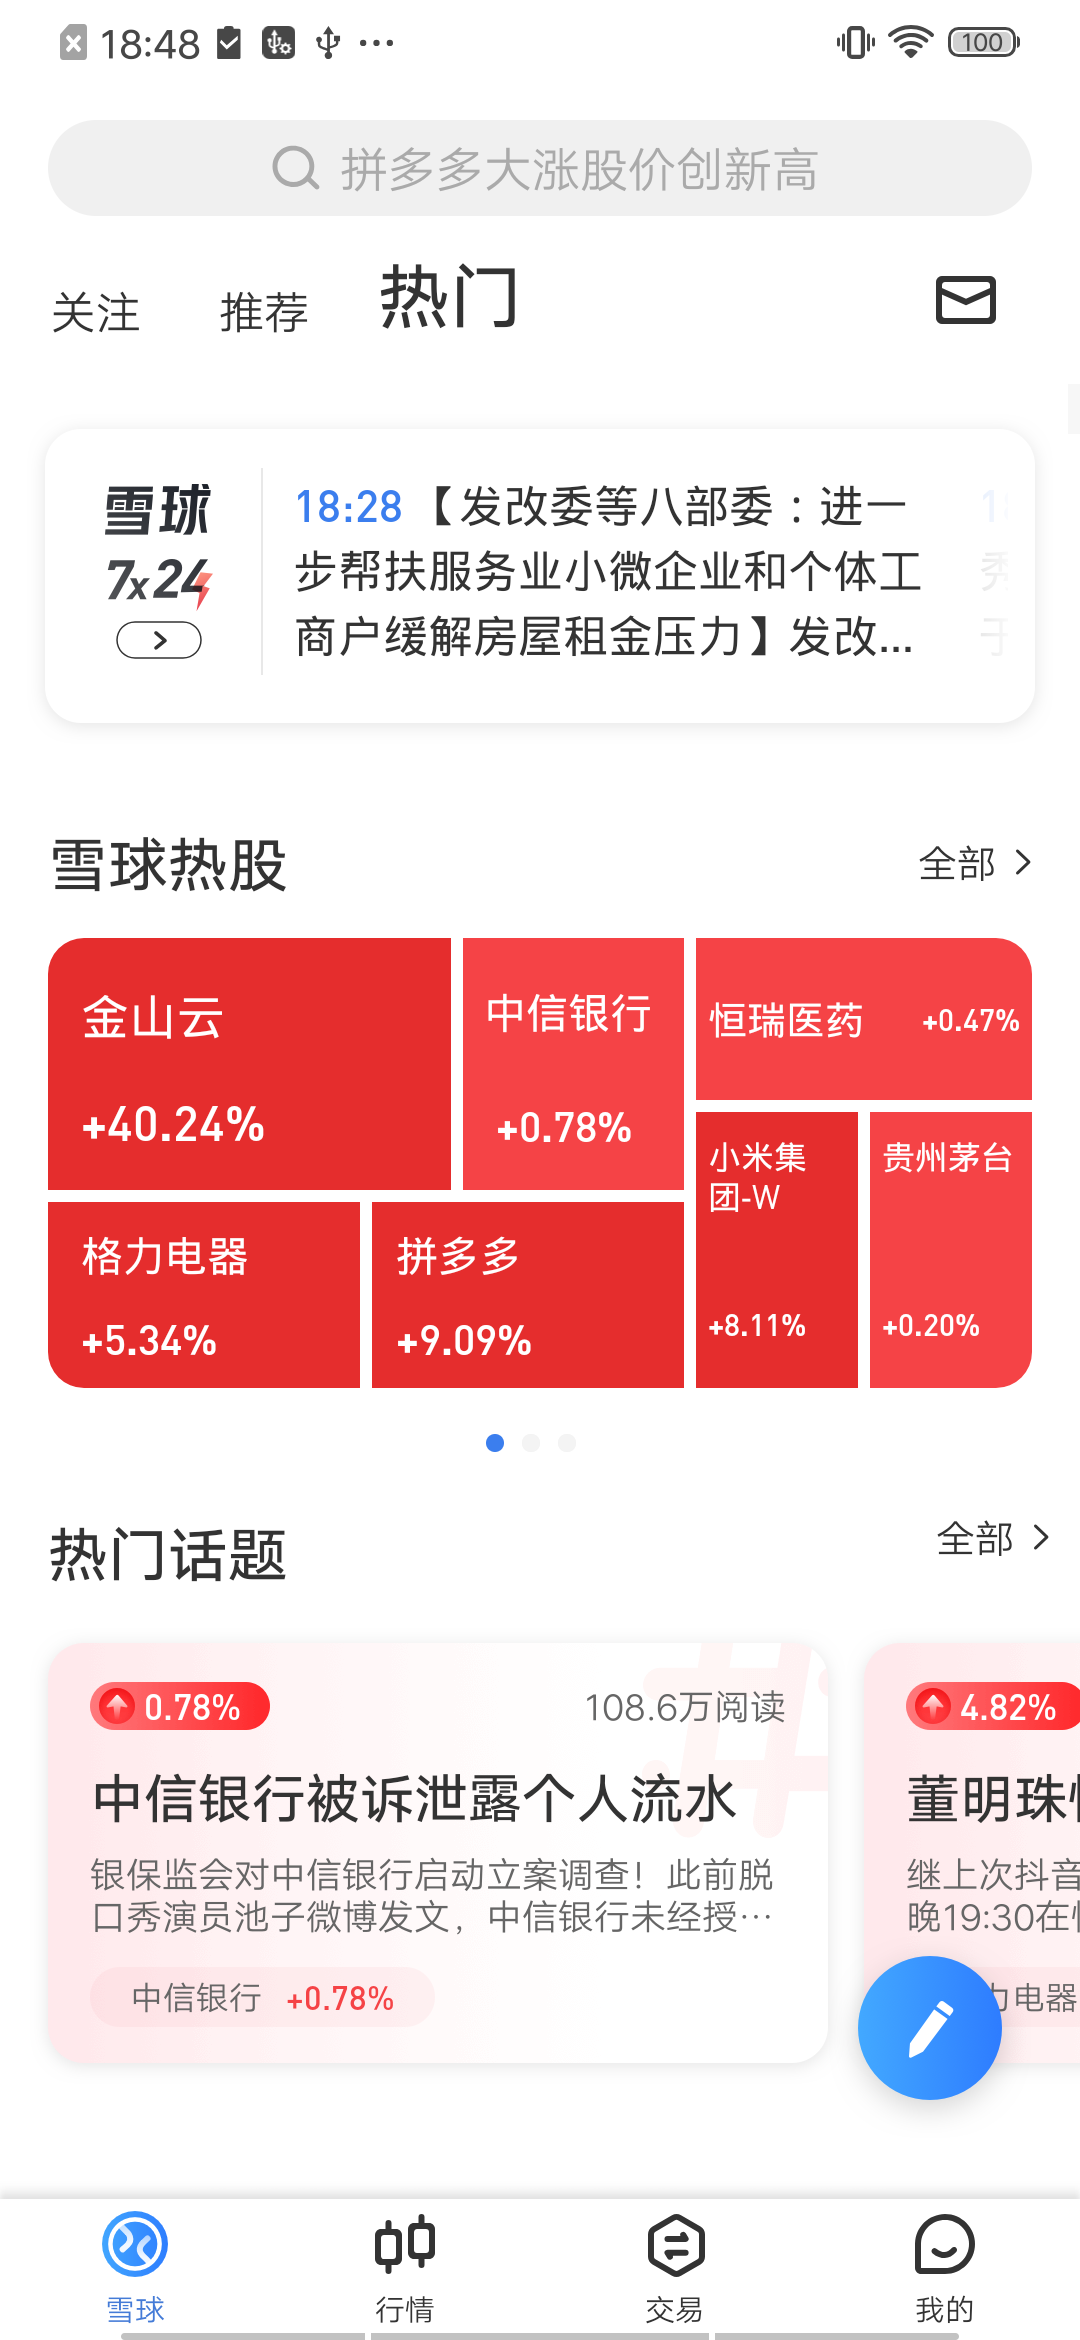 18:48
100
拼多多大涨股价创新高
关注 推荐 热门
雪球
7x24
18:28【发改委等八部委：进一
步帮扶服务业小微企业和个体工
商户缓解房屋租金压力】发改...
雪球热股
全部
金山云
+40.24%
中信银行
+0.78%
恒瑞医药 +0.47%
格力电器
+5.34%
拼多多
+9.09%
小米集
团-W
+8.11%
贵州茅台
+0.20%
热门话题
全部
0.78%
108.6万阅读
中信银行被诉泄露个人流水
银保监会对中信银行启动立案调查！此前脱
口秀演员池子微博发文，中信银行未经授…
中信银行 +0.78%
4.82%
董明珠
继上次抖音
晚19:30在
电器
雪球 行情 交易 我的